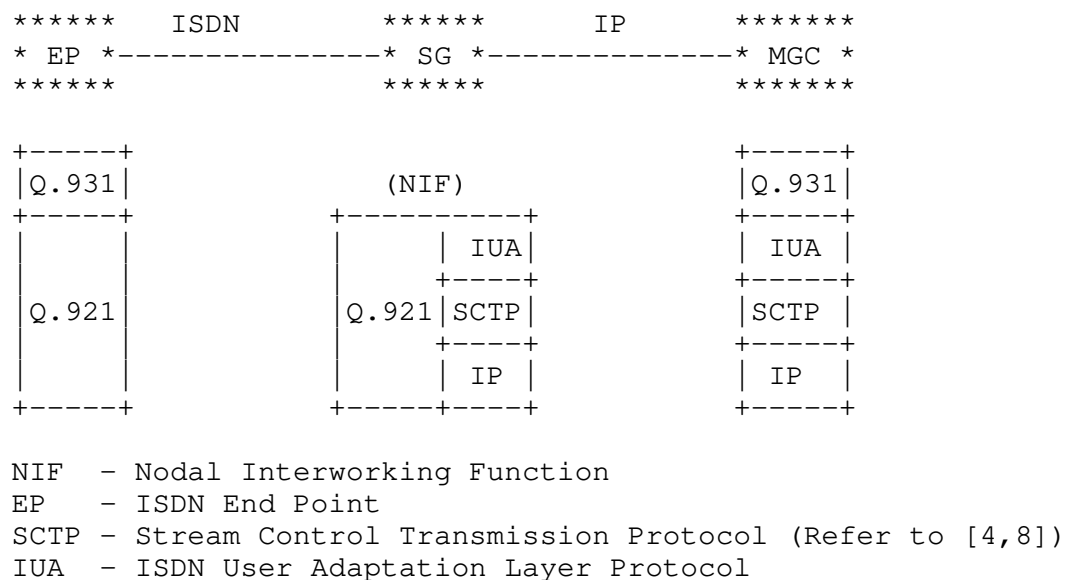 ******    ISDN        ******      IP       *******
* EP *---------------* SG *--------------* MGC *
******               ******              *******

+-----+                                  +-----+
|Q.931|              (NIF)               |Q.931|
+-----+           +----------+           +-----+
|     |           |     | IUA|           | IUA |
|     |           |     +----+           +-----+
|Q.921|           |Q.921|SCTP|           |SCTP |
|     |           |     +----+           +-----+
|     |           |     | IP |           | IP  |
+-----+           +-----+----+           +-----+

NIF  - Nodal Interworking Function
EP   - ISDN End Point
SCTP - Stream Control Transmission Protocol (Refer to [4,8])
IUA  - ISDN User Adaptation Layer Protocol